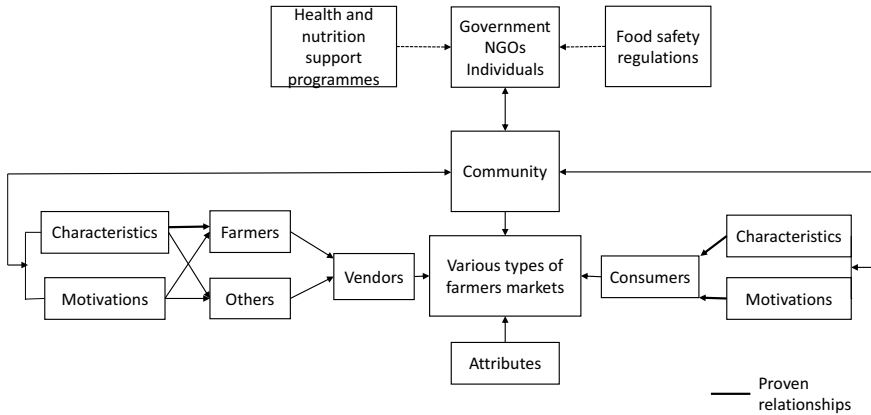 Health and
nutrition
support
programmes
Government
NGOs
Individuals
Food safety
regulations
Community
Characteristics
Motivations
Farmers
Others
Vendors
Various types of
farmers markets
Consumers
Characteristics
Motivations
Attributes
Proven
relationships